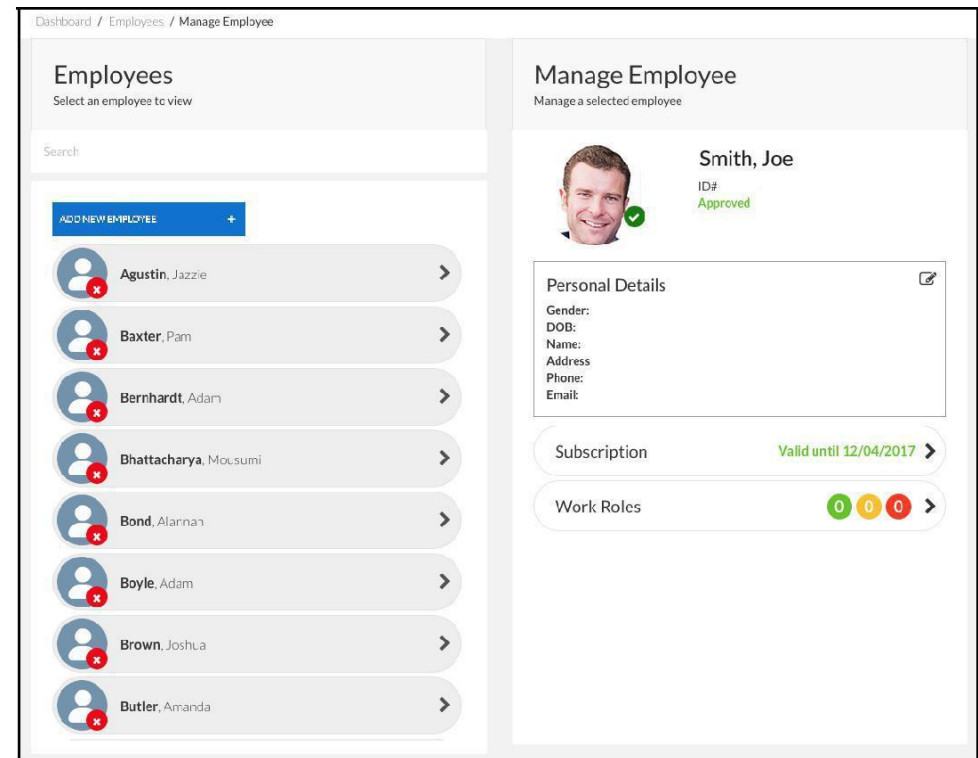 Dashboard / Employees / Manage Employee
Employees
Select an employee to view
Search
ADD NEW EMPLOYEE +
Agustin, Jazzie
Baxter, Pam
Bernhardt, Adam
Bhattacharya, Mousumi
Bond, Alannah
Boyle, Adam
Brown, Joshua
Butler, Amanda
Manage Employee
Manage a selected employee
Smith, Joe
ID#
Approved
Personal Details
Gender:
DOB:
Name:
Address
Phone:
Email:
Subscription Valid until 12/04/2017
Work Roles 0 0 0